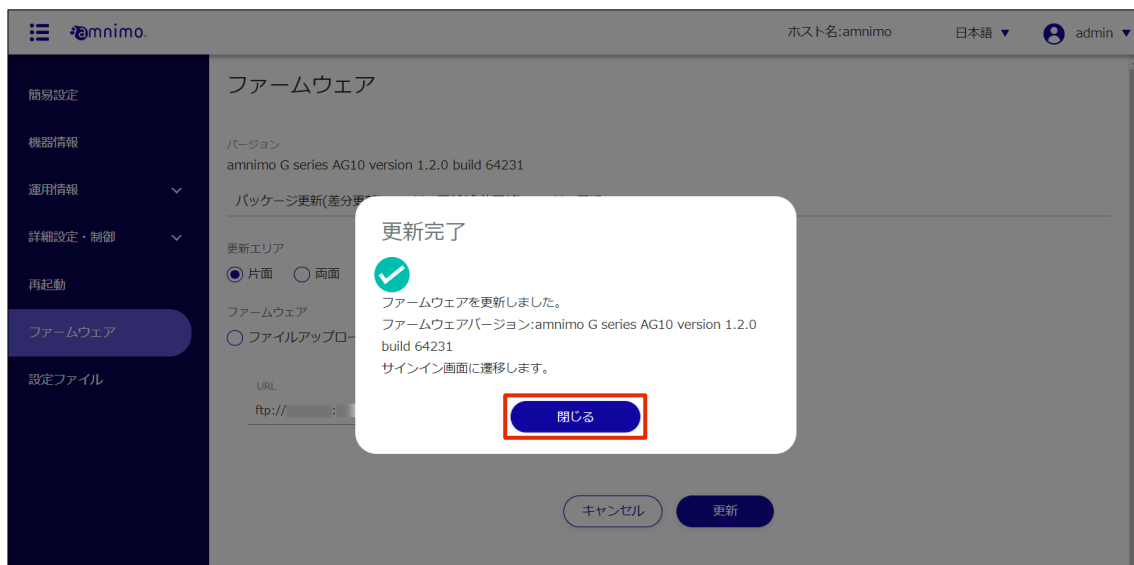 amnimo.
ホスト名:amnimo
日本語 ▼
admin ▼
簡易設定
機器情報
運用情報
詳細設定・制御
再起動
ファームウェア
設定ファイル
ファームウェア
バージョン
amnimo G series AG10 version 1.2.0 build 64231
パッケージ更新(差分更新)
更新エリア
片面
両面
ファームウェア
ファイルアップロー
URL
ftp://
更新完了
ファームウェアを更新しました。
ファームウェアバージョン:amnimo G series AG10 version 1.2.0
build 64231
サインイン画面に遷移します。
閉じる
キャンセル
更新